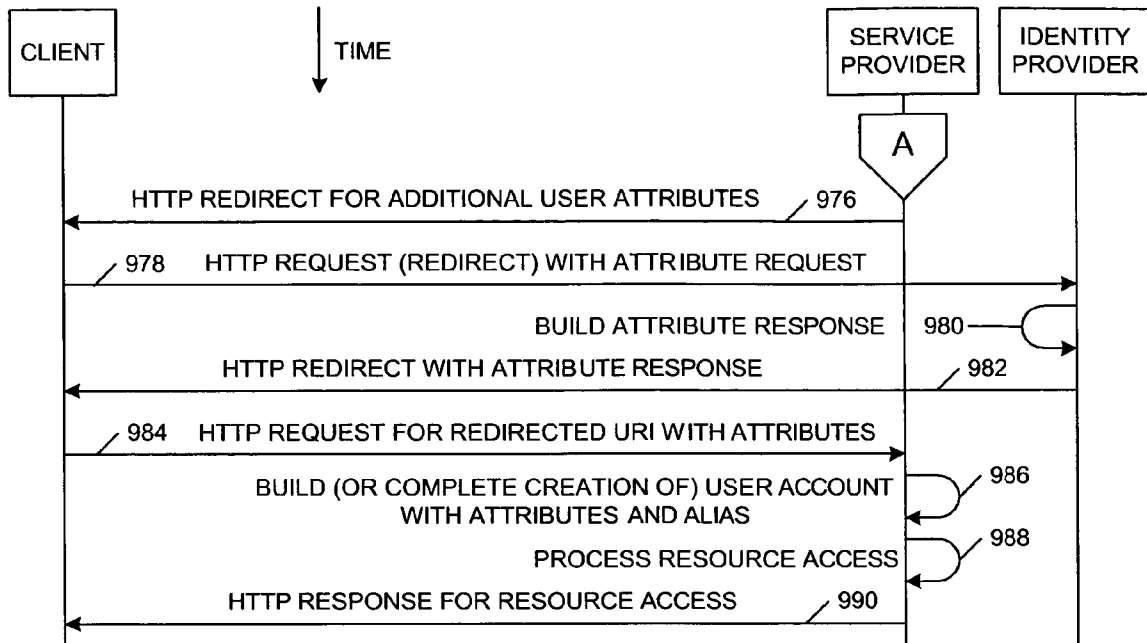 CLIENT
TIME
SERVICE
PROVIDER
IDENTITY
PROVIDER
A
HTTP REDIRECT FOR ADDITIONAL USER ATTRIBUTES
976
978
HTTP REQUEST (REDIRECT) WITH ATTRIBUTE REQUEST
BUILD ATTRIBUTE RESPONSE
980
HTTP REDIRECT WITH ATTRIBUTE RESPONSE
982
984
HTTP REQUEST FOR REDIRECTED URI WITH ATTRIBUTES
BUILD (OR COMPLETE CREATION OF) USER ACCOUNT
WITH ATTRIBUTES AND ALIAS
986
PROCESS RESOURCE ACCESS
988
HTTP RESPONSE FOR RESOURCE ACCESS
990